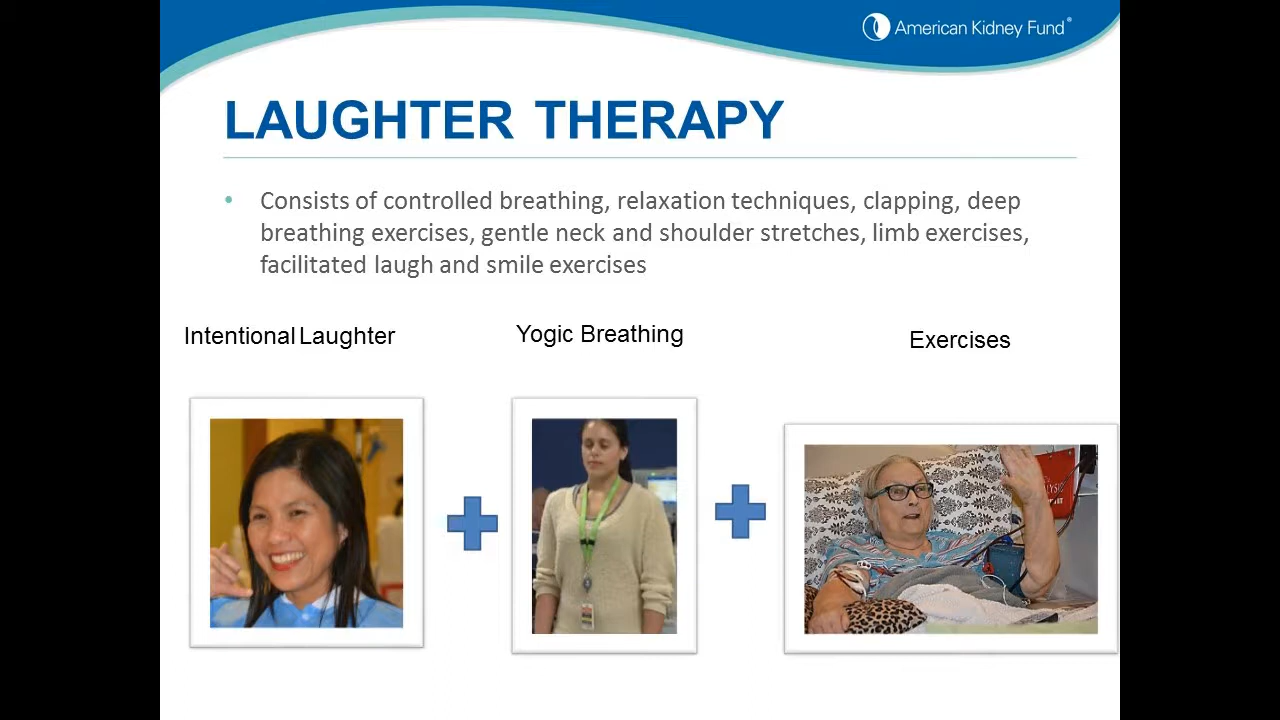 American Kidney Fund®
LAUGHTER THERAPY
• Consists of controlled breathing, relaxation techniques, clapping, deep
breathing exercises, gentle neck and shoulder stretches, limb exercises,
facilitated laugh and smile exercises
Intentional Laughter
Yogic Breathing
Exercises